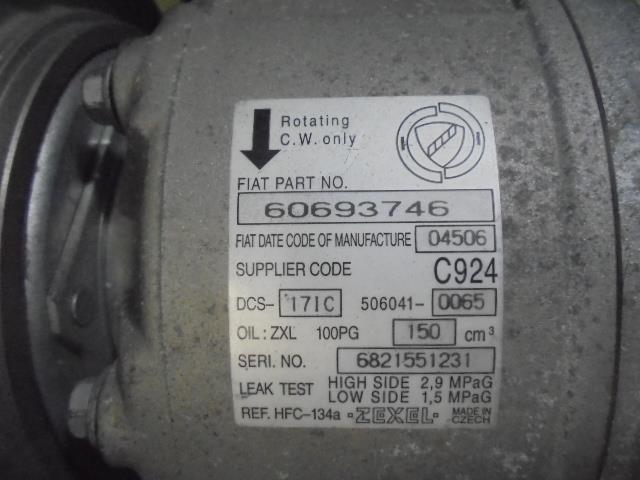 Rotating
C.W. only
FIAT PART NO.
60693746
FIAT DATE CODE OF MANUFACTURE 04506
SUPPLIER CODE C924
DCS- 17IC 506041- 0065
OIL : ZXL 100PG 150 cm³
SERI. NO. 6821551231
LEAK TEST HIGH SIDE 2,9 MPaG
LOW SIDE 1,5 MPaG
REF. HFC-134a ZEXEL MADE IN CZECH